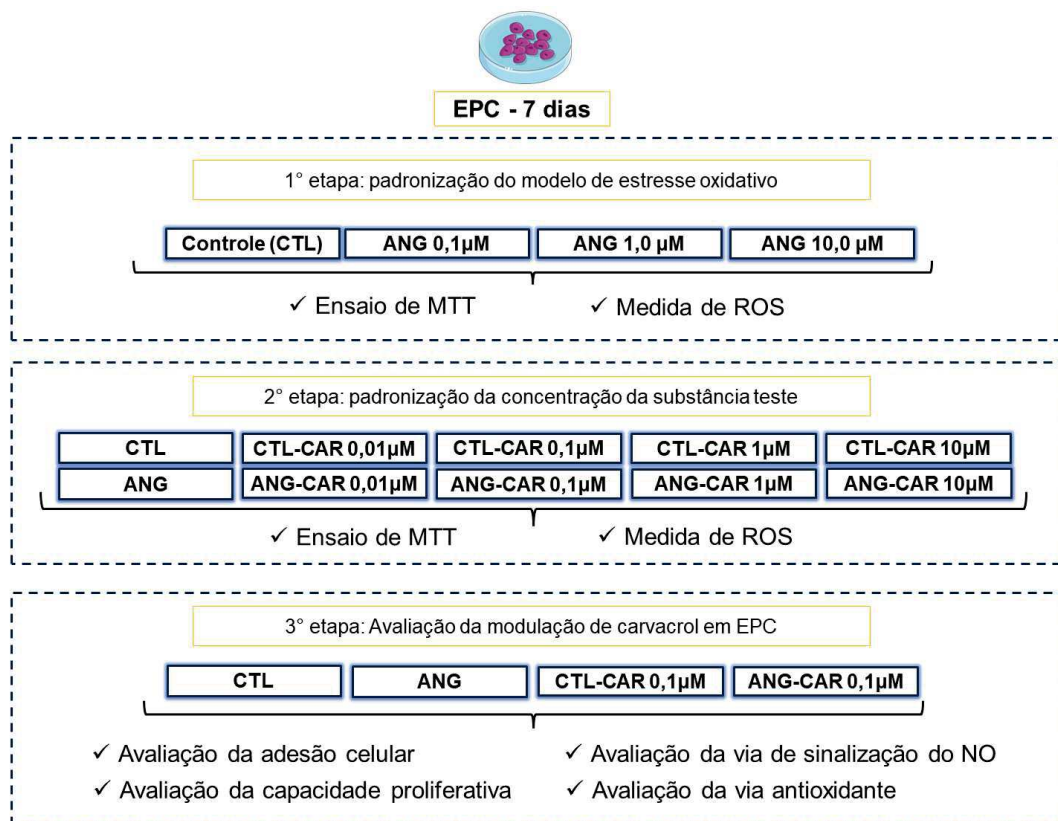 EPC - 7 dias
1° etapa: padronização do modelo de estresse oxidativo
Controle (CTL) ANG 0,1µM ANG 1,0 µM ANG 10,0 µM
✓ Ensaio de MTT ✓ Medida de ROS
2° etapa: padronização da concentração da substância teste
CTL CTL-CAR 0,01µM CTL-CAR 0,1µM CTL-CAR 1µM CTL-CAR 10µM
ANG ANG-CAR 0,01µM ANG-CAR 0,1µM ANG-CAR 1µM ANG-CAR 10µM
✓ Ensaio de MTT ✓ Medida de ROS
3° etapa: Avaliação da modulação de carvacrol em EPC
CTL ANG CTL-CAR 0,1µM ANG-CAR 0,1µM
✓ Avaliação da adesão celular ✓ Avaliação da via de sinalização do NO
✓ Avaliação da capacidade proliferativa ✓ Avaliação da via antioxidante